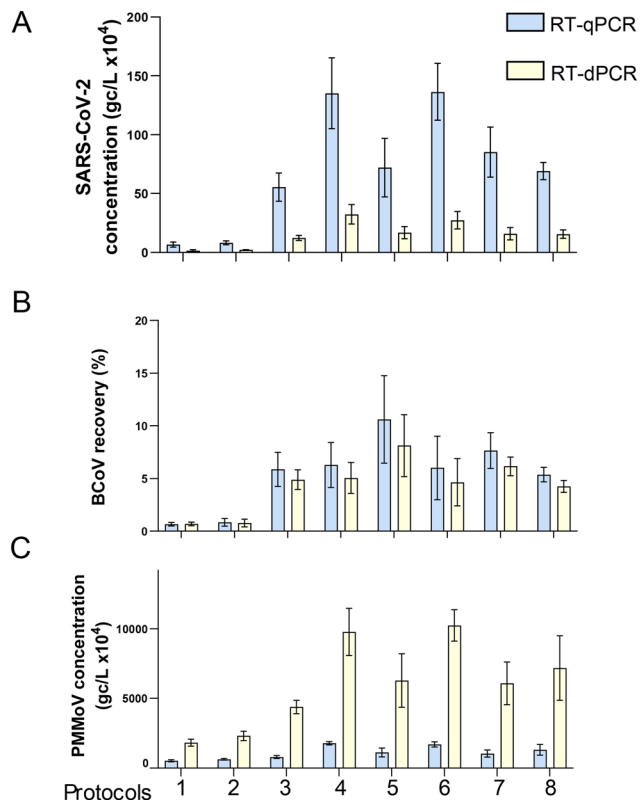 A
RT-qPCR
RT-dPCR
SARS-CoV-2
concentration (gc/L x10⁴)
200
150
100
50
0
B
BCoV recovery (%)
20
15
10
5
0
C
PMMoV concentration
(gc/L x10⁴)
10000
5000
0
Protocols 1 2 3 4 5 6 7 8